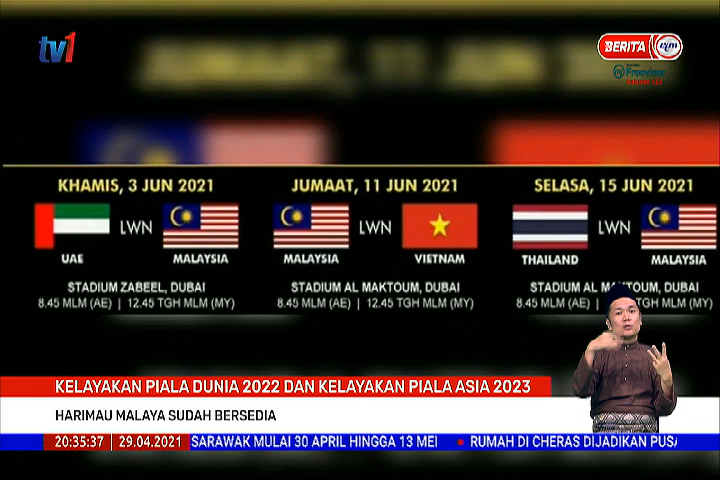 tv1
BERITA rtm
Freeview
KHAMIS, 3 JUN 2021
UAE LWN MALAYSIA
STADIUM ZABEEL, DUBAI
8.45 MLM (AE) | 12.45 TGH MLM (MY)
JUMAAT, 11 JUN 2021
MALAYSIA LWN VIETNAM
STADIUM AL MAKTOUM, DUBAI
8.45 MLM (AE) | 12.45 TGH MLM (MY)
SELASA, 15 JUN 2021
THAILAND LWN MALAYSIA
STADIUM AL MAKTOUM, DUBAI
8.45 MLM (AE) | 12.45 TGH MLM (MY)
KELAYAKAN PIALA DUNIA 2022 DAN KELAYAKAN PIALA ASIA 2023
HARIMAU MALAYA SUDAH BERSEDIA
20:35:37 29.04.2021 SARAWAK MULAI 30 APRIL HINGGA 13 MEI • RUMAH DI CHERAS DIJADIKAN PUSA